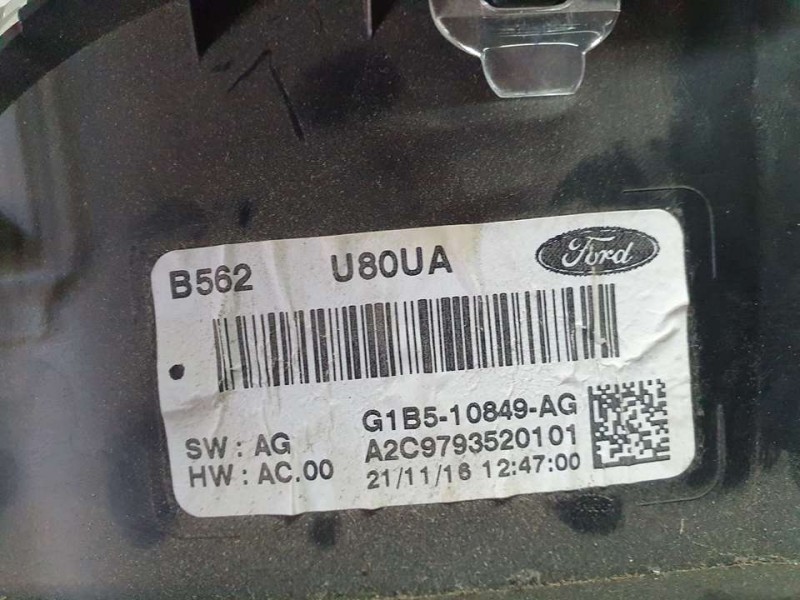 B562 U80UA Ford
G1B5-10849-AG
SW : AG A2C9793520101
HW : AC.00 21/11/16 12:47:00